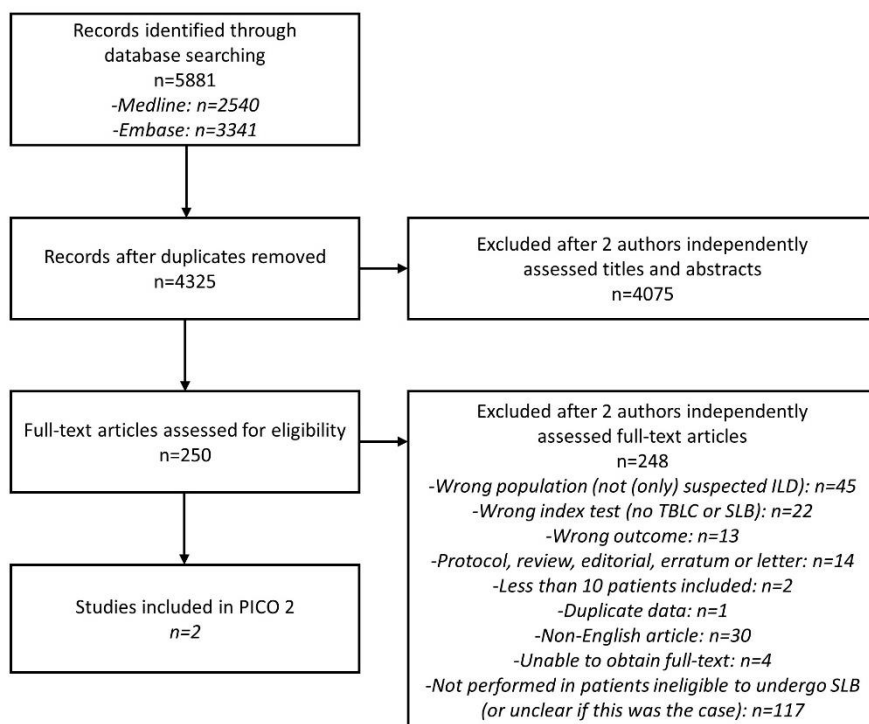 Records identified through
database searching
n=5881
-Medline: n=2540
-Embase: n=3341
Records after duplicates removed
n=4325
Excluded after 2 authors independently
assessed titles and abstracts
n=4075
Full-text articles assessed for eligibility
n=250
Excluded after 2 authors independently
assessed full-text articles
n=248
-Wrong population (not (only) suspected ILD): n=45
-Wrong index test (no TBLC or SLB): n=22
-Wrong outcome: n=13
-Protocol, review, editorial, erratum or letter: n=14
-Less than 10 patients included: n=2
-Duplicate data: n=1
-Non-English article: n=30
-Unable to obtain full-text: n=4
-Not performed in patients ineligible to undergo SLB
(or unclear if this was the case): n=117
Studies included in PICO 2
n=2